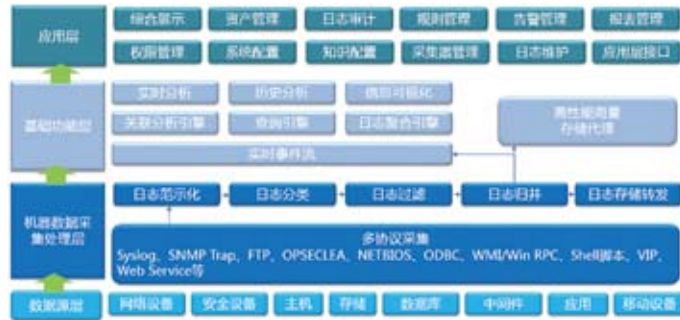 应用层
综合展示 资产管理 日志审计 规则管理 告警管理 报表管理
权限管理 系统配置 知识配置 采集器管理 日志维护 应用层接口
基础功能层
实时分析 历史分析 可视化
关联分析引擎 查询引擎 日志聚合引擎
高性能海量
存储代理
实时事件流
机器数据采
集处理层
日志范示化 日志分类 日志过滤 日志归并 日志存储转发
多协议采集
Syslog、SNMP Trap、FTP、OPSECLEA、NETBIOS、ODBC、WMI/Win RPC、Shell脚本、VIP、
Web Service等
数据源层
网络设备 安全设备 主机 存储 数据库 中间件 应用 移动设备